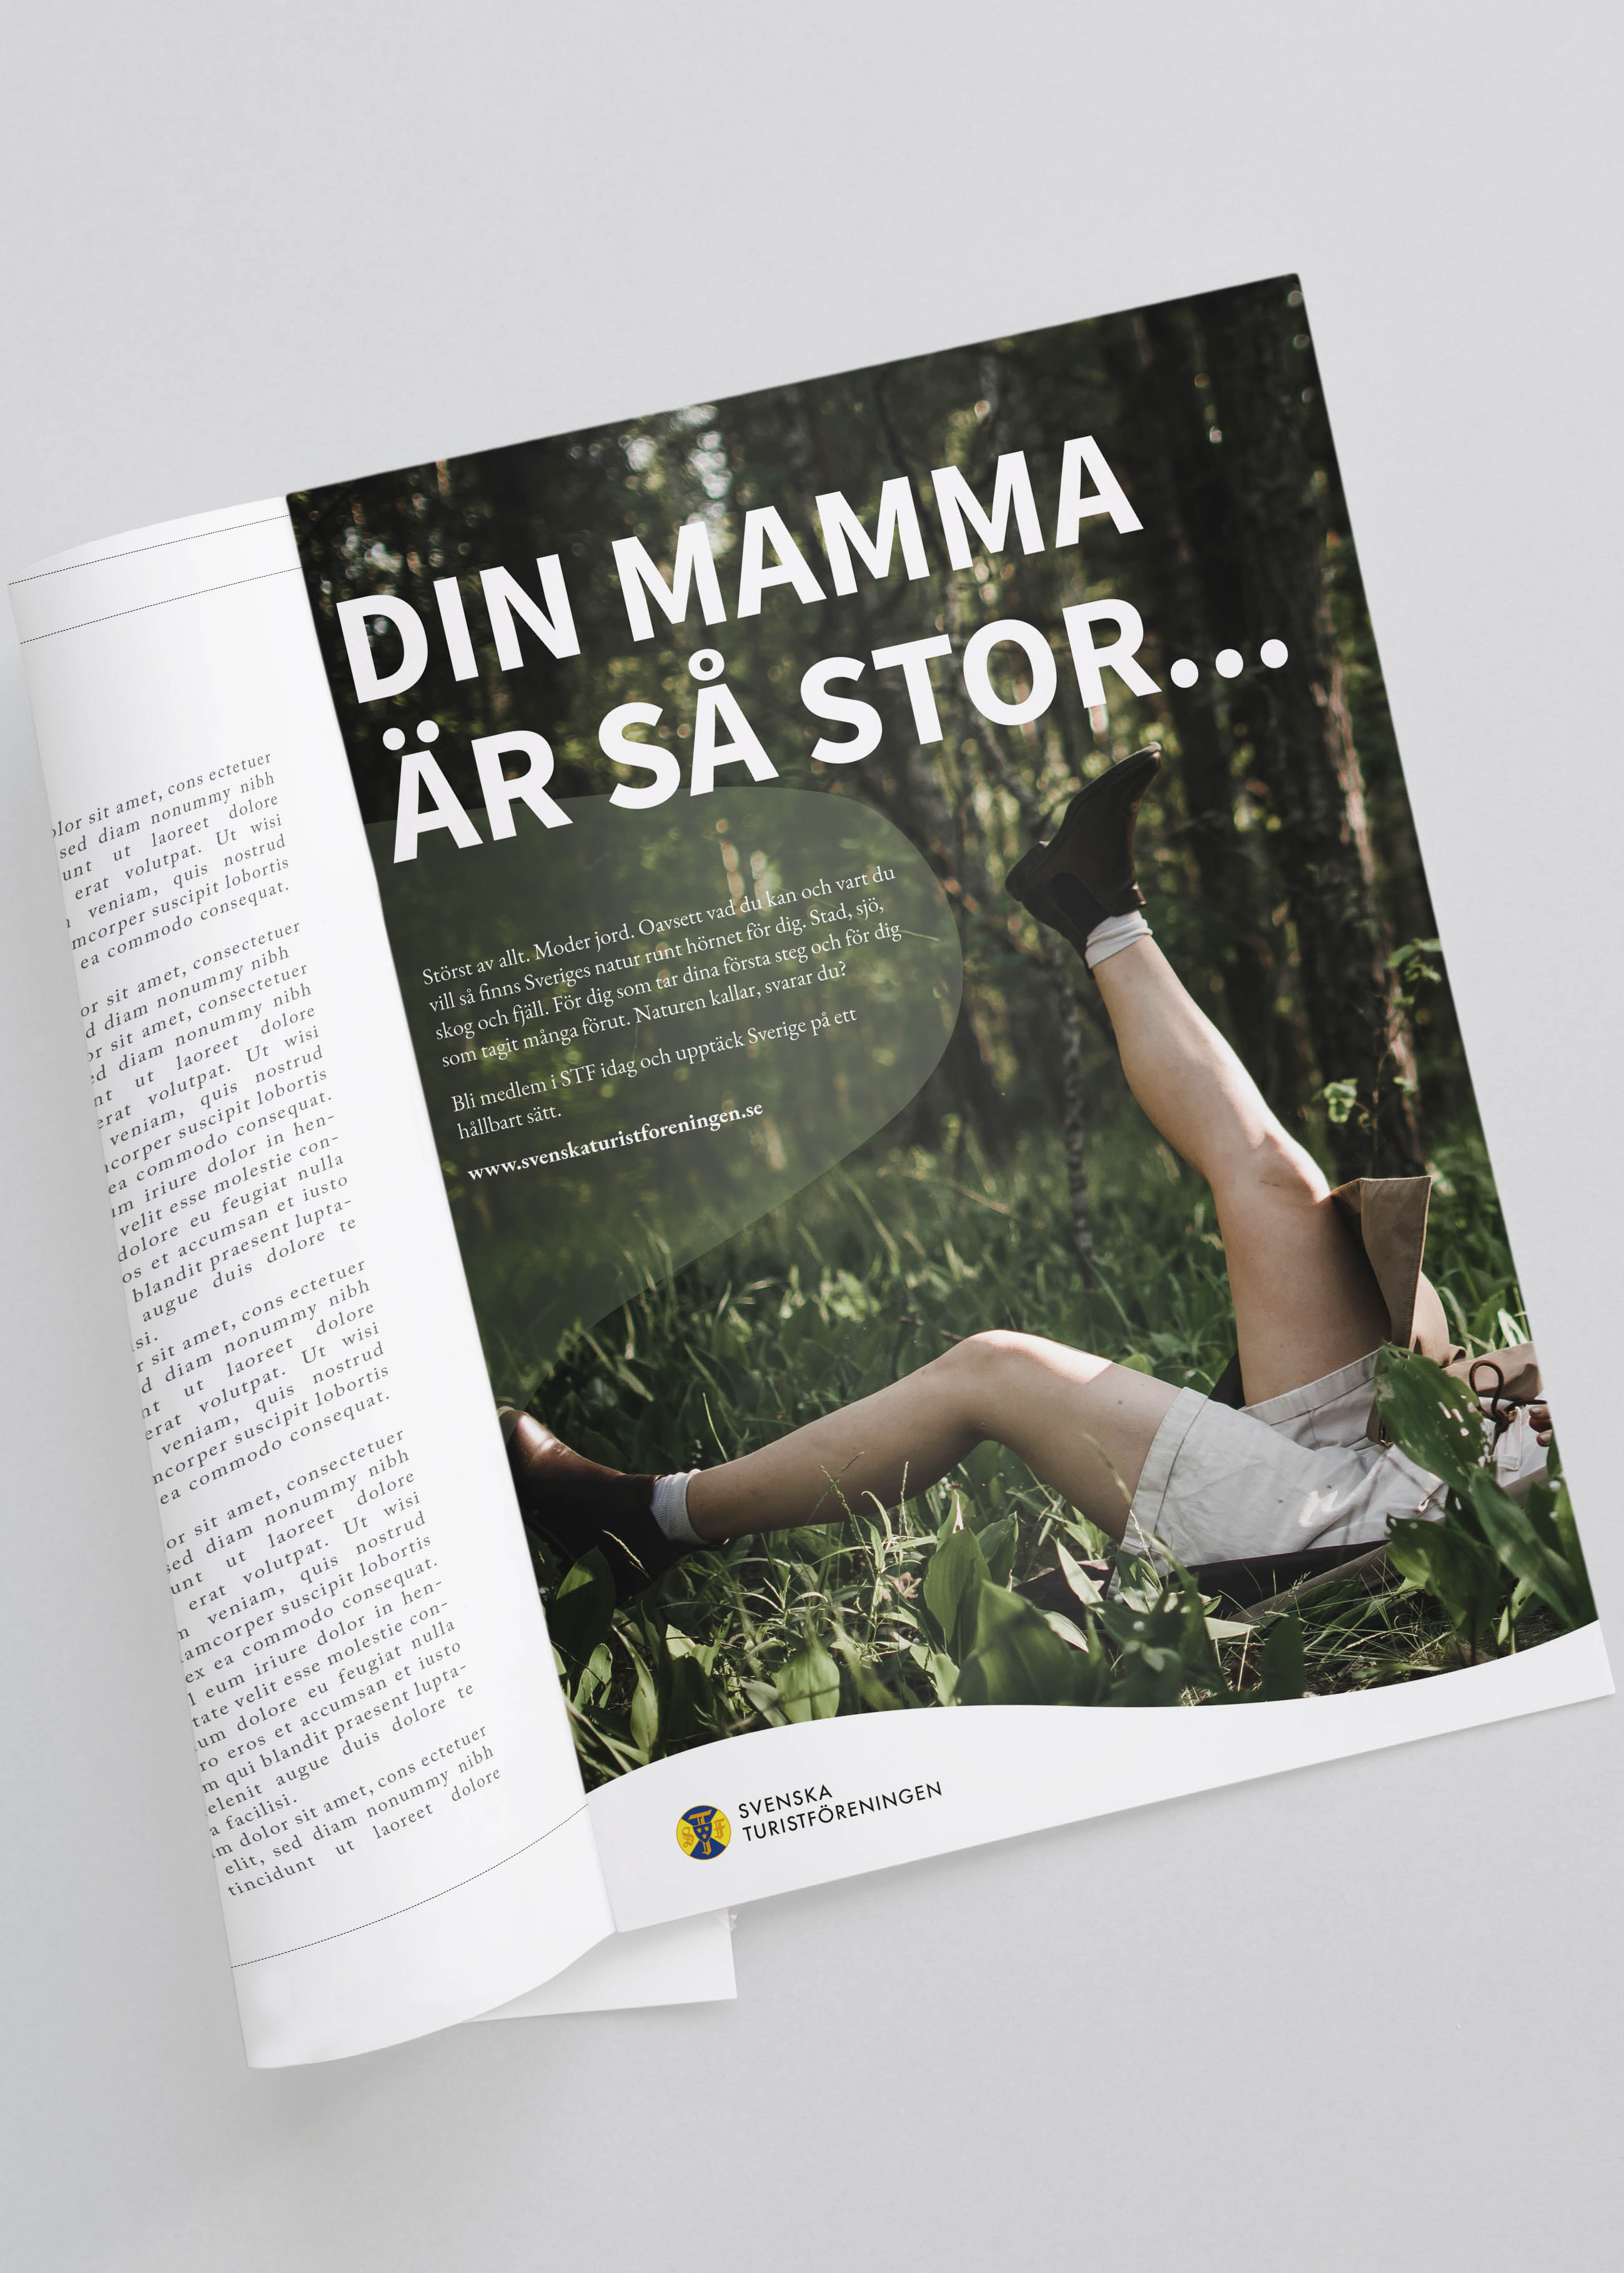 olor sit amet, cons ectetuer
sed diam nonummy nibh
unt ut laoreet dolore
erat volutpat. Ut wisi
veniam, quis nostrud
mcorper suscipit lobortis
ea commodo consequat.
or sit amet, consectetuer
d diam nonummy nibh
or sit amet, consectetuer
ed diam nonummy nibh
nt ut laoreet dolore
erat volutpat. Ut wisi
veniam, quis nostrud
ncorper suscipit lobortis
ea commodo consequat.
um iriure dolor in hen-
velit esse molestie con-
dolore eu feugiat nulla
os et accumsan et iusto
blandit praesent lupta-
augue duis dolore te
si.
r sit amet, cons ectetuer
d diam nonummy nibh
nt ut laoreet dolore
erat volutpat. Ut wisi
veniam, quis nostrud
ncorper suscipit lobortis
ea commodo consequat.
or sit amet, consectetuer
sed diam nonummy nibh
unt ut laoreet dolore
erat volutpat. Ut wisi
m veniam, quis nostrud
amcorper suscipit lobortis
ex ea commodo consequat.
l eum iriure dolor in hen-
tate velit esse molestie con-
um dolore eu feugiat nulla
ro eros et accumsan et iusto
m qui blandit praesent lupta-
elenit augue duis dolore te
a facilisi.
m dolor sit amet, cons ectetuer
elit, sed diam nonummy nibh
tincidunt ut laoreet dolore
DIN MAMMA
ÄR SÅ STOR...
Störst av allt. Moder jord. Oavsett vad du kan och vart du
vill så finns Sveriges natur runt hörnet för dig. Stad, sjö,
skog och fjäll. För dig som tar dina första steg och för dig
som tagit många förut. Naturen kallar, svarar du?
Bli medlem i STF idag och upptäck Sverige på ett
hållbart sätt.
www.svenskaturistforeningen.se
SVENSKA
TURISTFÖRENINGEN